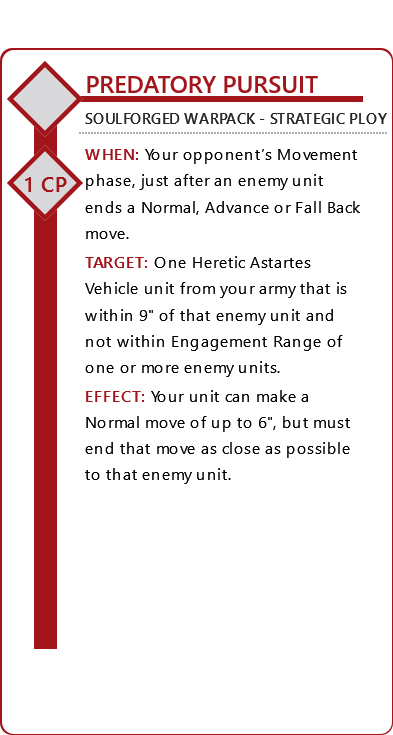 PREDATORY PURSUIT
SOULFORGED WARPACK - STRATEGIC PLOY
1 CP
WHEN: Your opponent's Movement
phase, just after an enemy unit
ends a Normal, Advance or Fall Back
move.
TARGET: One Heretic Astartes
Vehicle unit from your army that is
within 9" of that enemy unit and
not within Engagement Range of
one or more enemy units.
EFFECT: Your unit can make a
Normal move of up to 6", but must
end that move as close as possible
to that enemy unit.